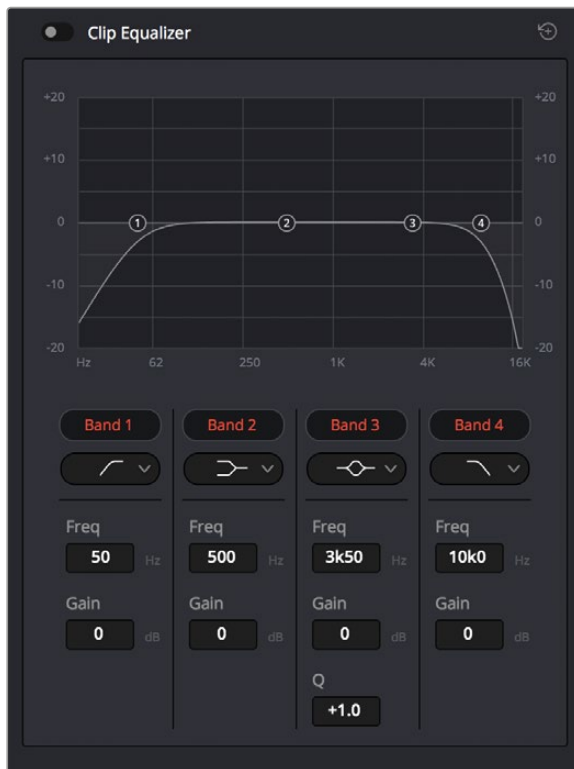 Clip Equalizer
+20 +20
+10 +10
0 1 2 3 4 0
-10 -10
-20 -20
Hz 62 250 1K 4K 16K
Band 1 Band 2 Band 3 Band 4
Freq Freq Freq Freq
50 Hz 500 Hz 3k50 Hz 10k0 Hz
Gain Gain Gain Gain
0 dB 0 dB 0 dB 0 dB
Q
+1.0